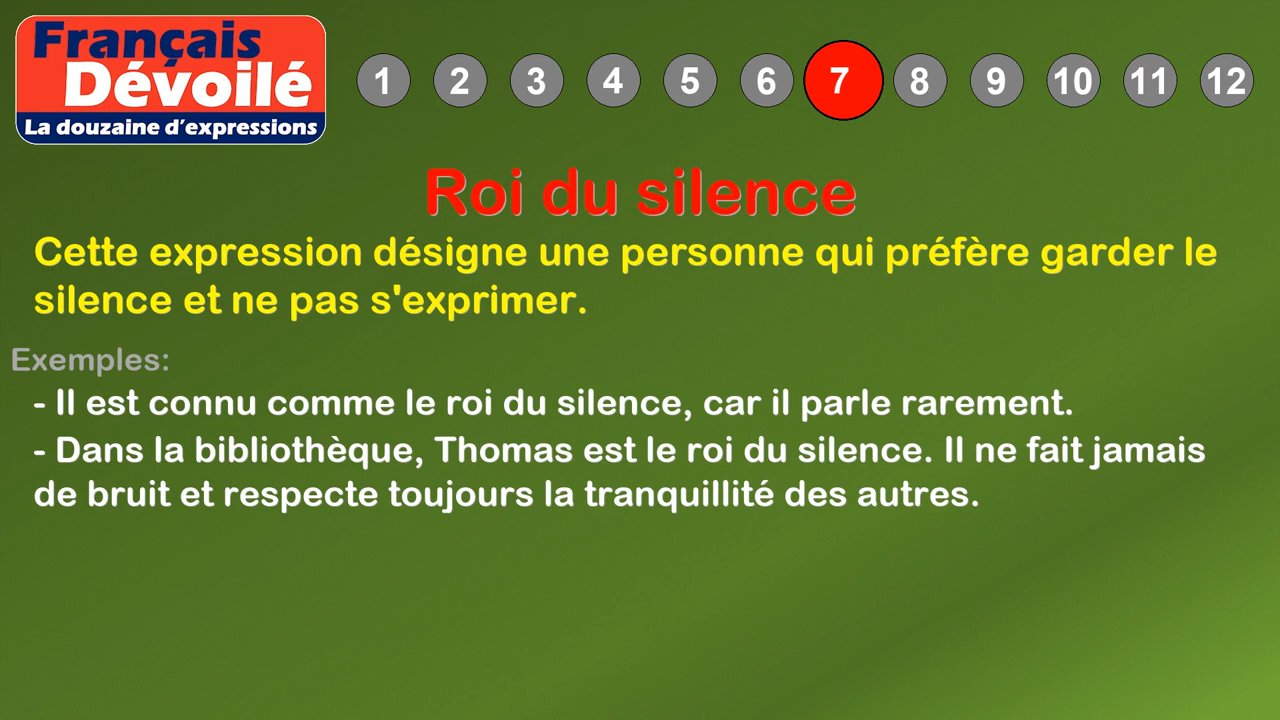 Français
Dévoilé
La douzaine d'expressions
1 2 3 4 5 6 7 8 9 10 11 12
Roi du silence
Cette expression désigne une personne qui préfère garder le
silence et ne pas s'exprimer.
Exemples:
- Il est connu comme le roi du silence, car il parle rarement.
- Dans la bibliothèque, Thomas est le roi du silence. Il ne fait jamais
de bruit et respecte toujours la tranquillité des autres.